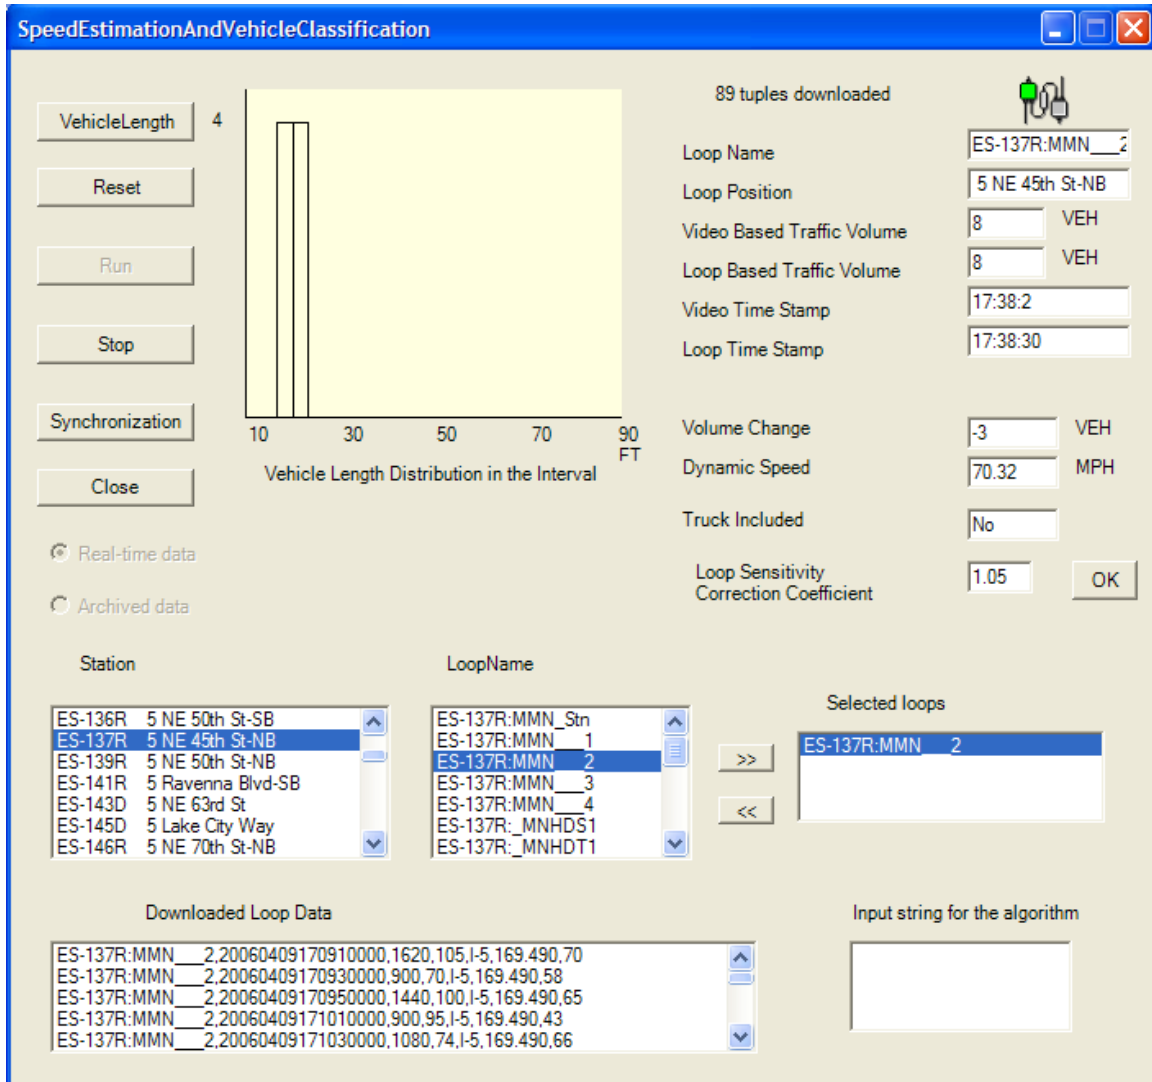 SpeedEstimationAndVehicleClassification
VehicleLength
Reset
Run
Stop
Synchronization
Close
Real-time data
Archived data
4
10 30 50 70 90
FT
Vehicle Length Distribution in the Interval
89 tuples downloaded
Loop Name ES-137R:MMN___2
Loop Position 5 NE 45th St-NB
Video Based Traffic Volume 8 VEH
Loop Based Traffic Volume 8 VEH
Video Time Stamp 17:38:2
Loop Time Stamp 17:38:30
Volume Change -3 VEH
Dynamic Speed 70.32 MPH
Truck Included No
Loop Sensitivity
Correction Coefficient 1.05 OK
Station
ES-136R 5 NE 50th St-SB
ES-137R 5 NE 45th St-NB
ES-139R 5 NE 50th St-NB
ES-141R 5 Ravenna Blvd-SB
ES-143D 5 NE 63rd St
ES-145D 5 Lake City Way
ES-146R 5 NE 70th St-NB
LoopName
ES-137R:MMN_Stn
ES-137R:MMN___1
ES-137R:MMN___2
ES-137R:MMN___3
ES-137R:MMN___4
ES-137R:_MNHDS1
ES-137R:_MNHDT1
>>
<<
Selected loops
ES-137R:MMN___2
Downloaded Loop Data
ES-137R:MMN___2,20060409170910000,1620,105,I-5,169.490,70
ES-137R:MMN___2,20060409170930000,900,70,I-5,169.490,58
ES-137R:MMN___2,20060409170950000,1440,100,I-5,169.490,65
ES-137R:MMN___2,20060409171010000,900,95,I-5,169.490,43
ES-137R:MMN___2,20060409171030000,1080,74,I-5,169.490,66
Input string for the algorithm